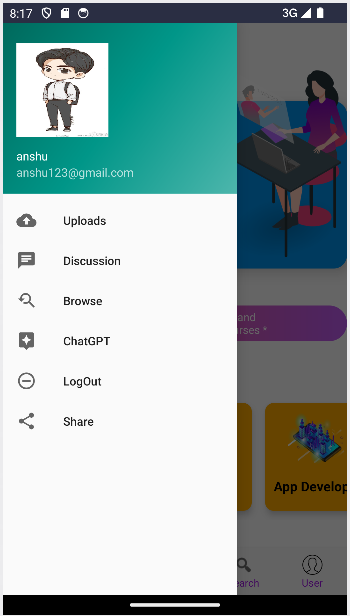 8:17
3G
anshu
anshu123@gmail.com
Uploads
Discussion
Browse
ChatGPT
LogOut
Share
and
rses *
App Develop
earch
User